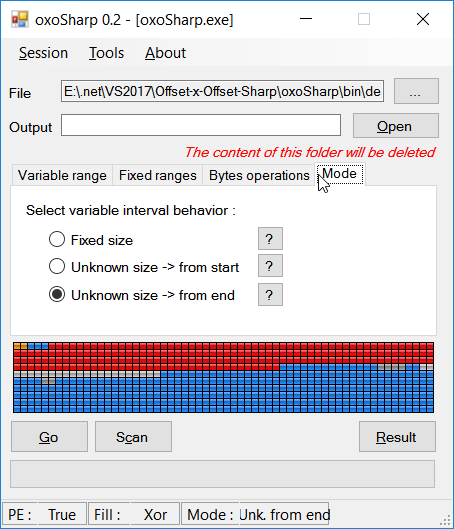 oxoSharp 0.2 - [oxoSharp.exe]
Session Tools About
File E:\.net\VS2017\Offset-x-Offset-Sharp\oxoSharp\bin\de ...
Output Open
The content of this folder will be deleted
Variable range Fixed ranges Bytes operations Mode
Select variable interval behavior :
Fixed size ?
Unknown size -> from start ?
Unknown size -> from end ?
Go Scan Result
PE : True Fill : Xor Mode : Unk. from end